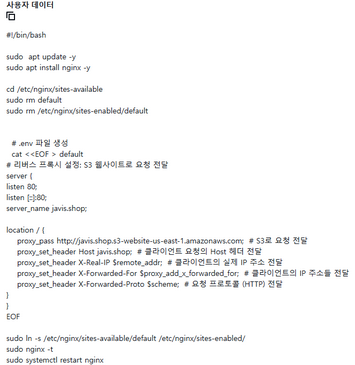 사용자 데이터
#!/bin/bash
sudo  apt update -y
sudo apt install nginx -y
cd /etc/nginx/sites-available
sudo rm default
sudo rm /etc/nginx/sites-enabled/default
# .env 파일 생성
cat <<EOF > default
# 리버스 프록시 설정: S3 웹사이트로 요청 전달
server {
listen 80;
listen [::]:80;
server_name javis.shop;
location / {
proxy_pass http://javis.shop.s3-website-us-east-1.amazonaws.com;  # S3로 요청 전달
proxy_set_header Host javis.shop;  # 클라이언트 요청의 Host 헤더 전달
proxy_set_header X-Real-IP $remote_addr;  # 클라이언트의 실제 IP 주소 전달
proxy_set_header X-Forwarded-For $proxy_add_x_forwarded_for;  # 클라이언트의 IP 주소들 전달
proxy_set_header X-Forwarded-Proto $scheme;  # 요청 프로토콜 (HTTP) 전달
}
}
EOF
sudo ln -s /etc/nginx/sites-available/default /etc/nginx/sites-enabled/
sudo nginx -t
sudo systemctl restart nginx